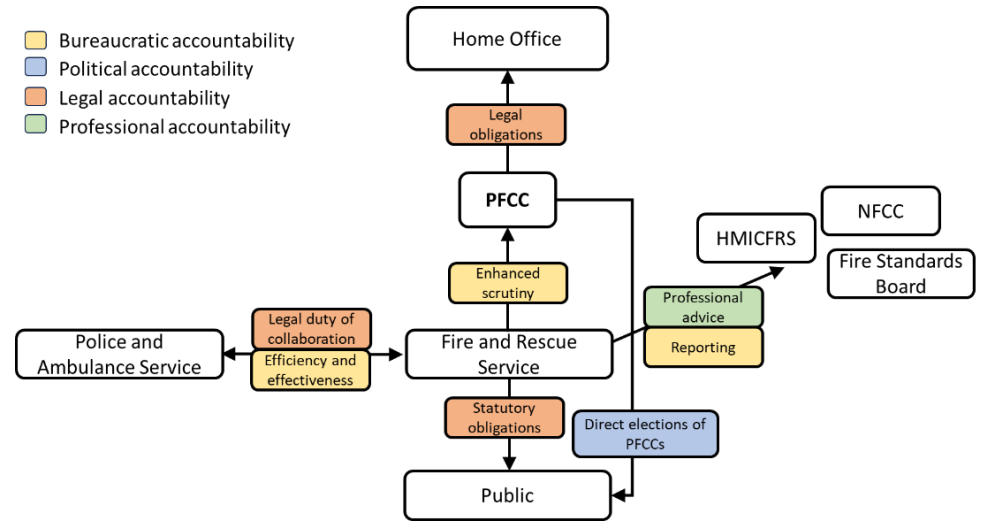 Bureaucratic accountability
Political accountability
Legal accountability
Professional accountability
Home Office
Legal
obligations
PFCC
NFCC
HMICFRS
Fire Standards
Board
Enhanced
scrutiny
Professional
advice
Reporting
Police and
Ambulance Service
Legal duty of
collaboration
Efficiency and
effectiveness
Fire and Rescue
Service
Statutory
obligations
Direct elections of
PFCCs
Public